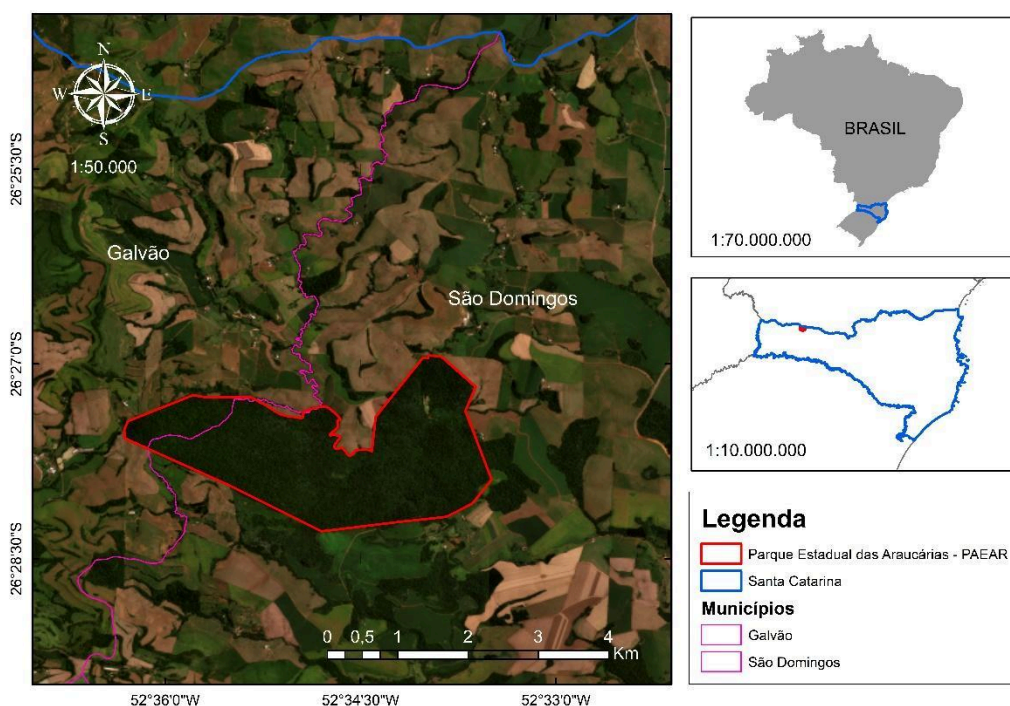 N
W E
S
1:50.000
Galvão
São Domingos
26°25'30"S
26°27'0"S
26°28'30"S
0 0,5 1 2 3 4
Km
52°36'0"W 52°34'30"W 52°33'0"W
BRASIL
1:70.000.000
1:10.000.000
Legenda
Parque Estadual das Araucárias - PAEAR
Santa Catarina
Municípios
Galvão
São Domingos